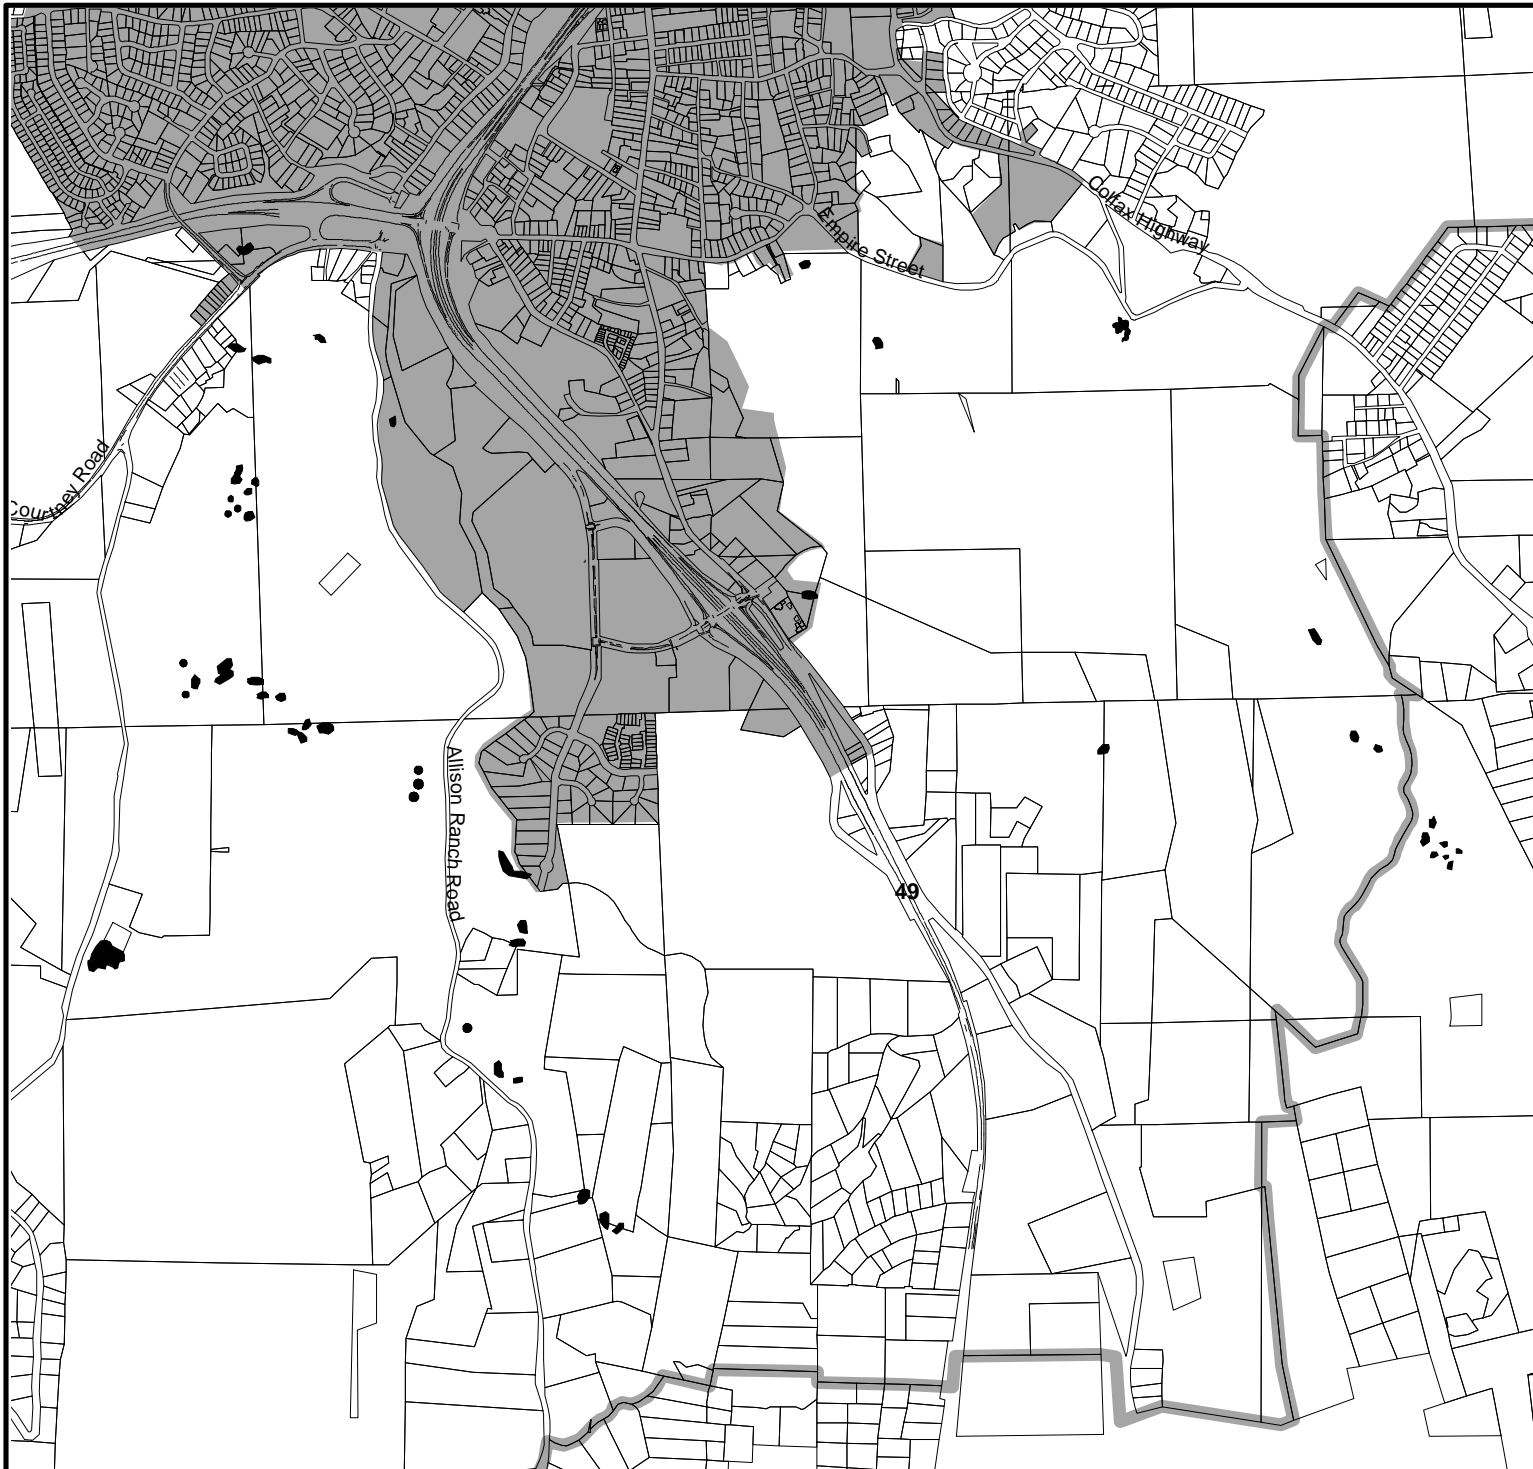 Colfax Highway
Empire Street
Courtney Road
Allison Ranch Road
49